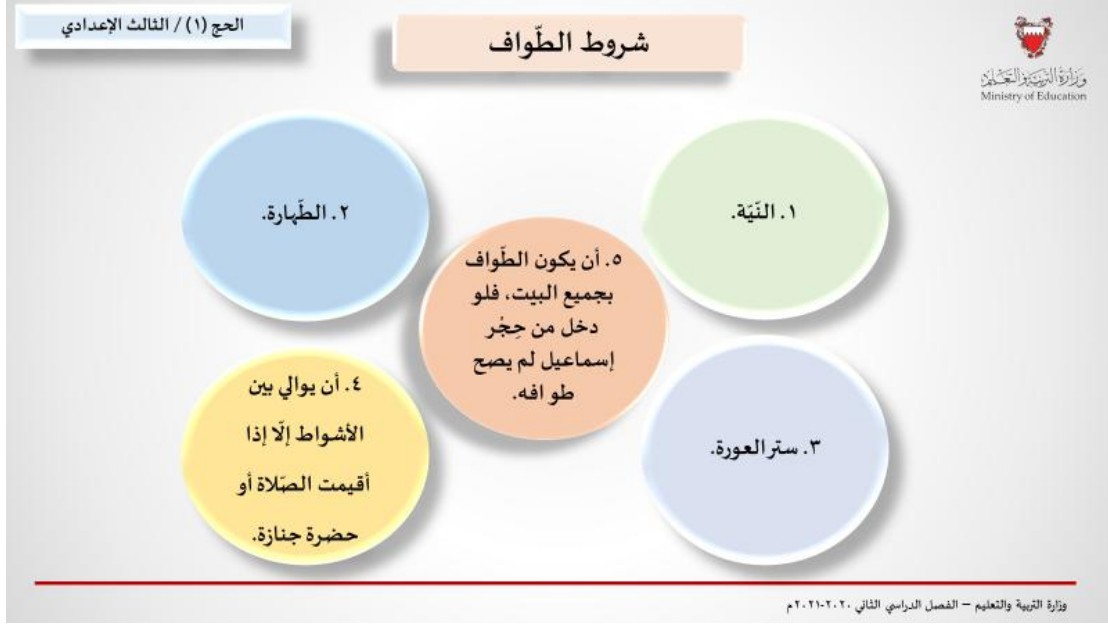 الحج (١) / الثالث الإعدادي
شروط الطّواف
وزارة التربية والتعليم
Ministry of Education
١. النّيّة.
٢. الطّهارة.
٣. ستر العورة.
٤. أن يوالي بين
الأشواط إلّا إذا
أقيمت الصّلاة أو
حضرة جنازة.
٥. أن يكون الطّواف
بجميع البيت، فلو
دخل من حِجْر
إسماعيل لم يصح
طوافه.
وزارة التربية والتعليم – الفصل الدراسي الثاني ٢٠٢٠-٢٠٢١م